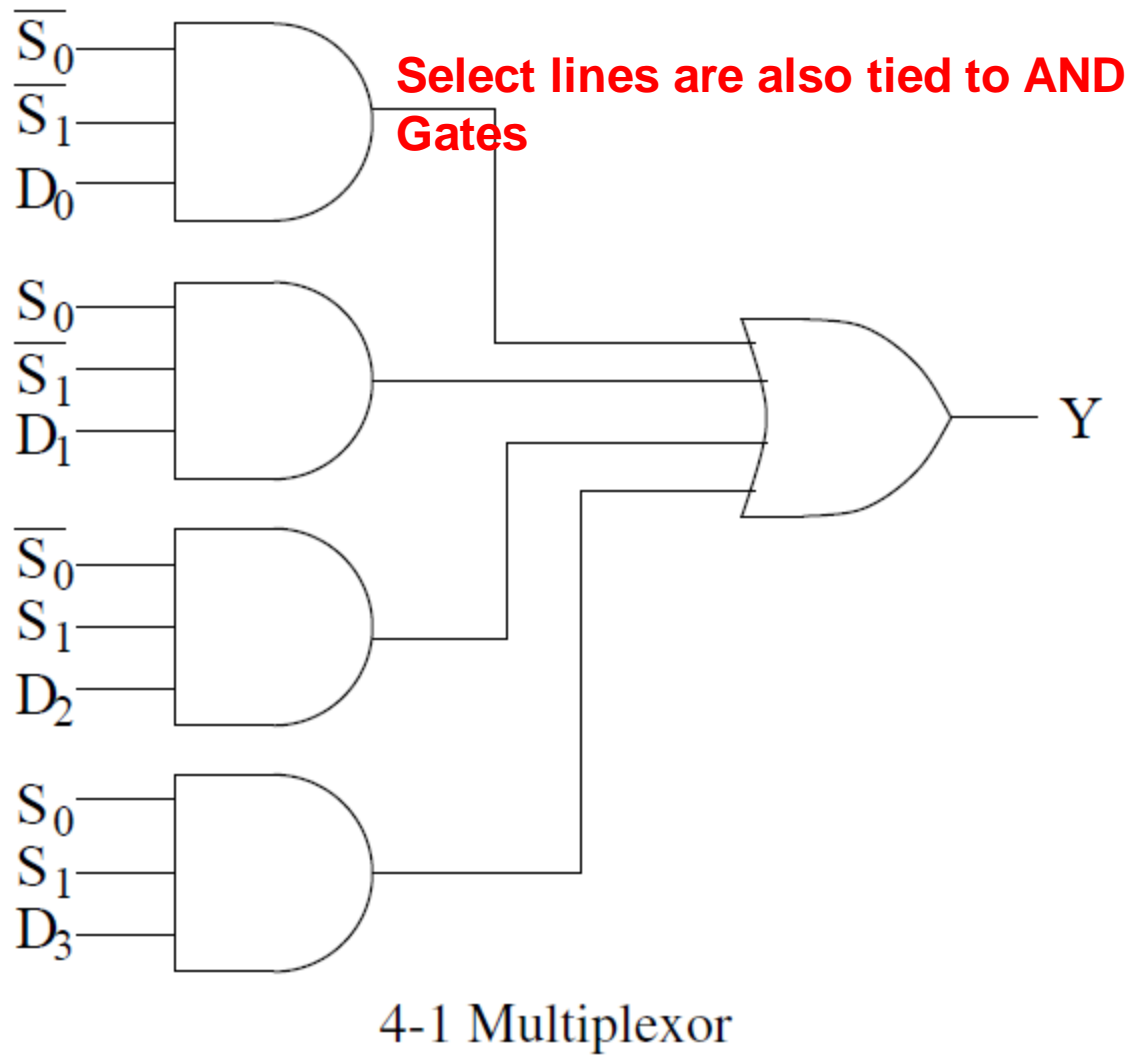 S̅₀
Select lines are also tied to AND
Gates
S̅₁
D₀
S₀
S̅₁
D₁
Y
S̅₀
S₁
D₂
S₀
S₁
D₃
4-1 Multiplexor